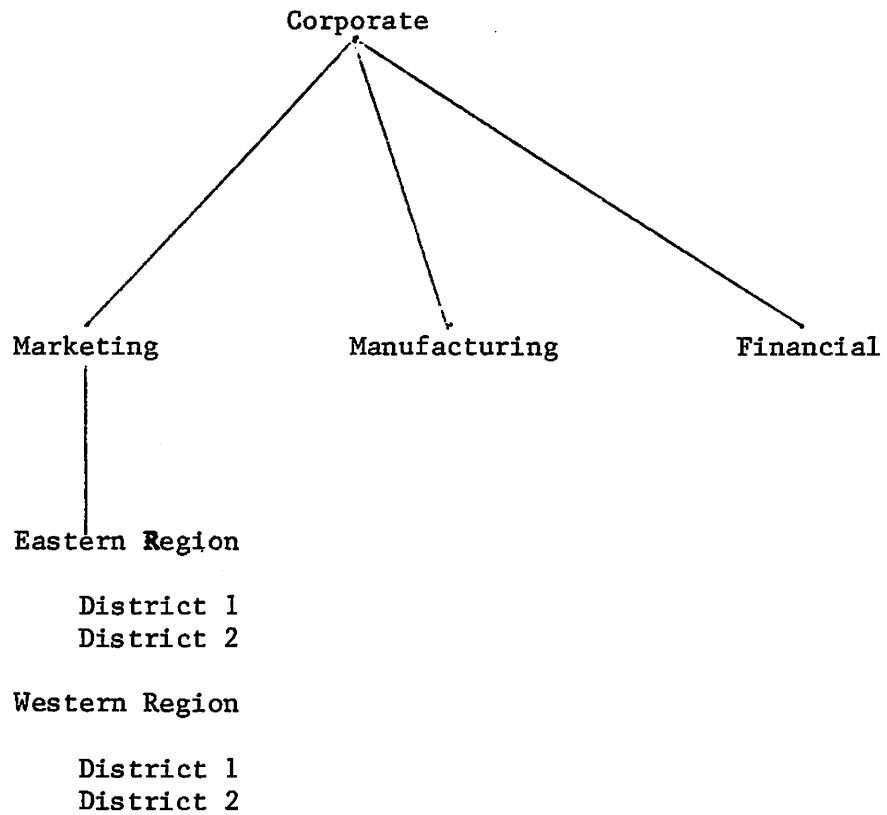 Corporate
Marketing Manufacturing Financial
Eastern Region
District 1
District 2
Western Region
District 1
District 2